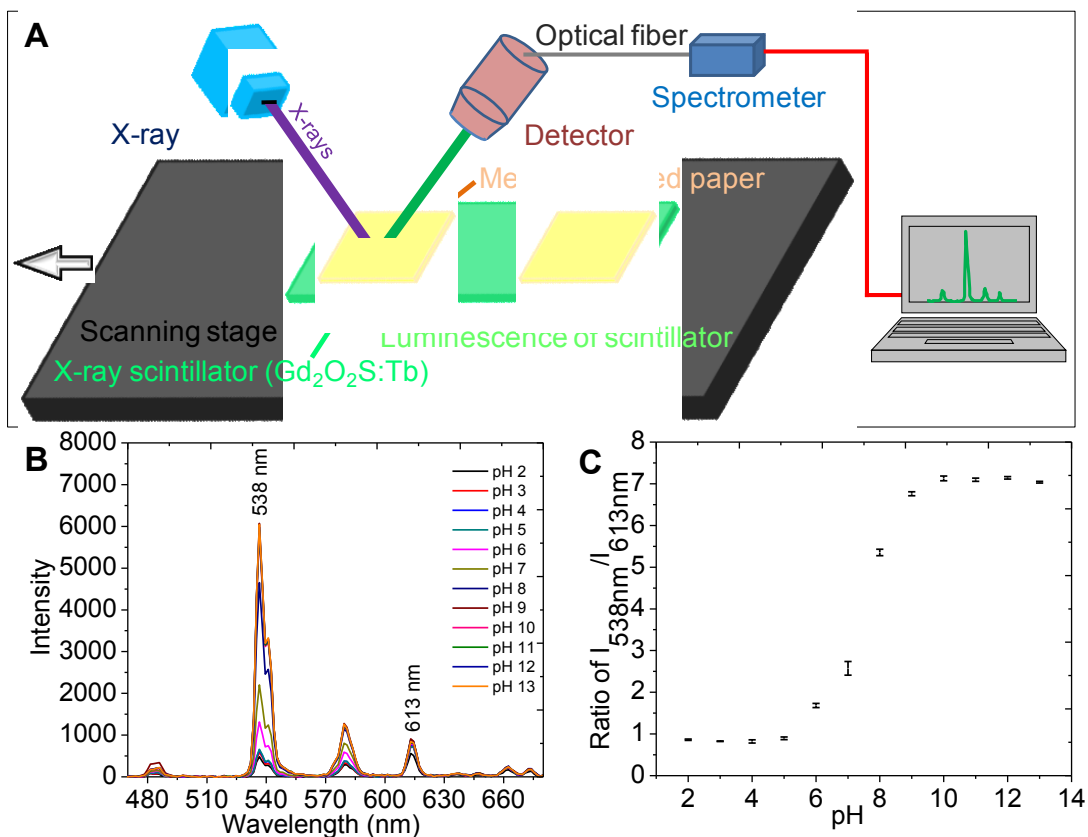 A
Optical fiber
Spectrometer
X-ray
X-rays
Detector
Me ed paper
Scanning stage
Luminescence of scintillator
X-ray scintillator (Gd₂O₂S:Tb)
B
8000
7000
6000
5000
4000
3000
2000
1000
0
Intensity
538 nm
613 nm
pH 2
pH 3
pH 4
pH 5
pH 6
pH 7
pH 8
pH 9
pH 10
pH 11
pH 12
pH 13
480 510 540 570 600 630 660
Wavelength (nm)
C
8
7
6
5
4
3
2
1
0
Ratio of I538nm/I613nm
2 4 6 8 10 12 14
pH